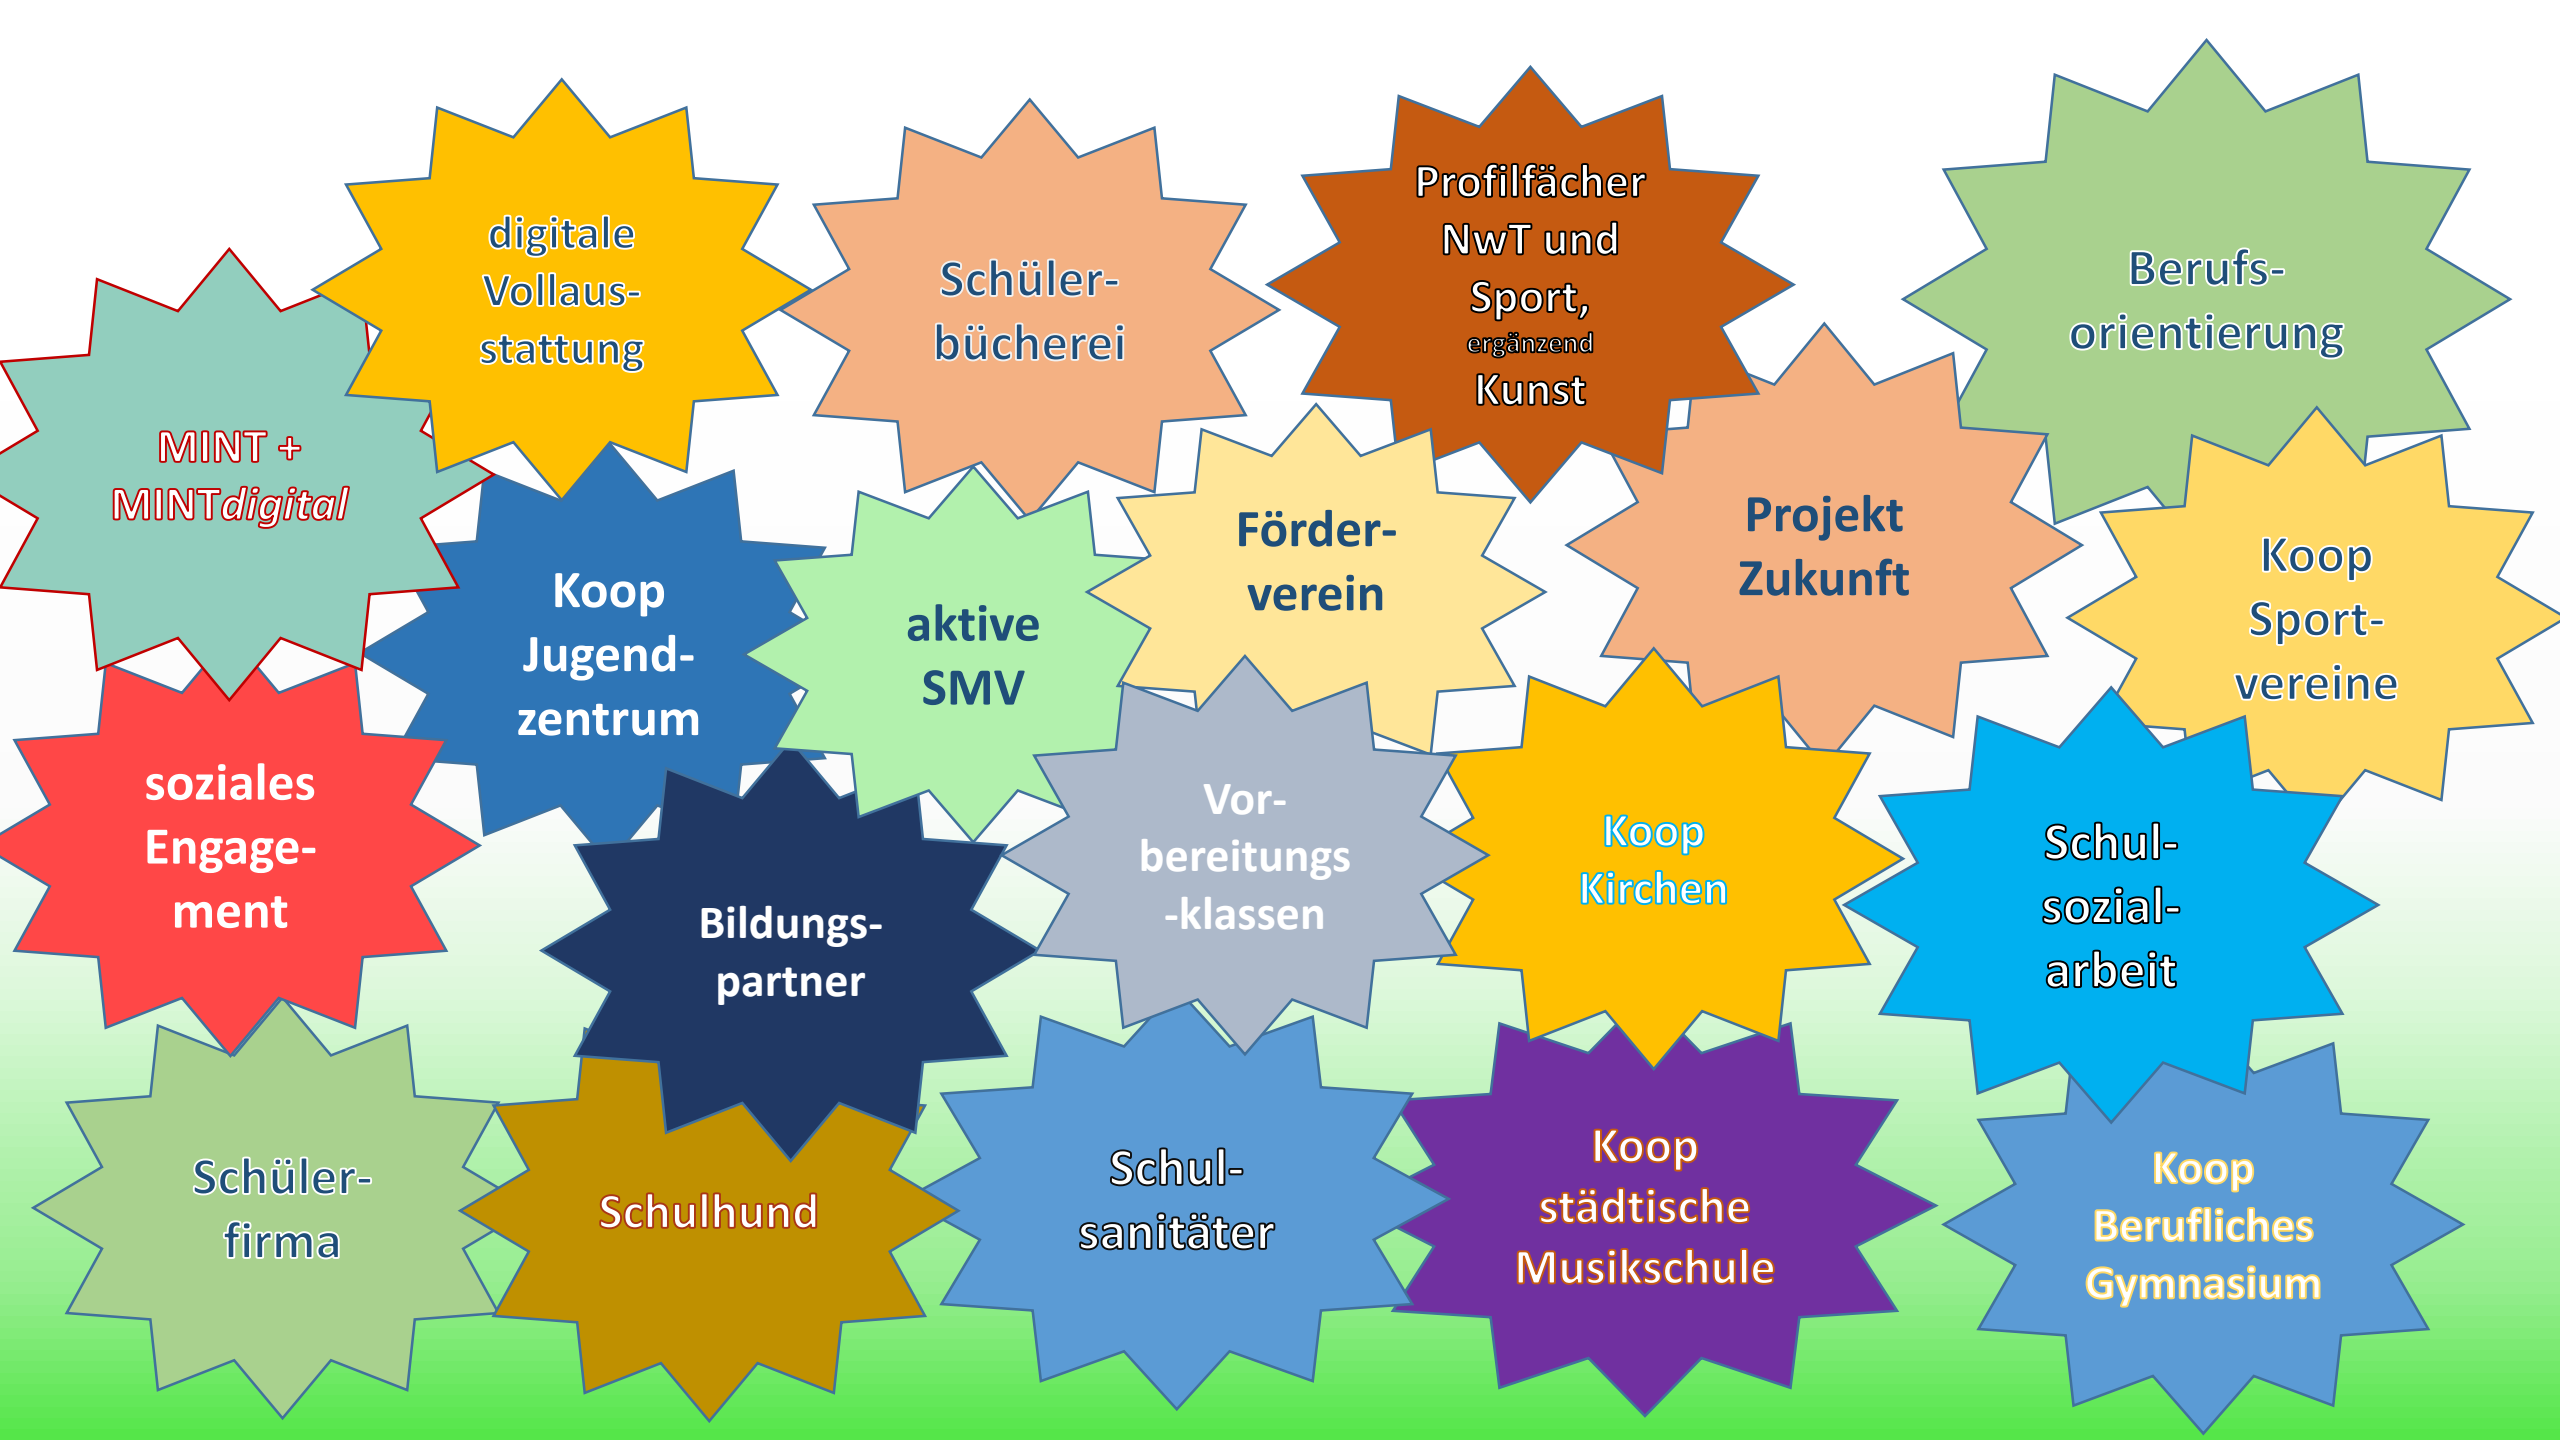 digitale
Vollaus-
stattung
Schüler-
bücherei
Profilfächer
NwT und
Sport,
ergänzend
Kunst
Berufs-
orientierung
MINT +
MINTdigital
Koop
Jugend-
zentrum
aktive
SMV
Förder-
verein
Projekt
Zukunft
Koop
Sport-
vereine
soziales
Engage-
ment
Bildungs-
partner
Vor-
bereitungs
-klassen
Koop
Kirchen
Schul-
sozial-
arbeit
Schüler-
firma
Schulhund
Schul-
sanitäter
Koop
städtische
Musikschule
Koop
Berufliches
Gymnasium